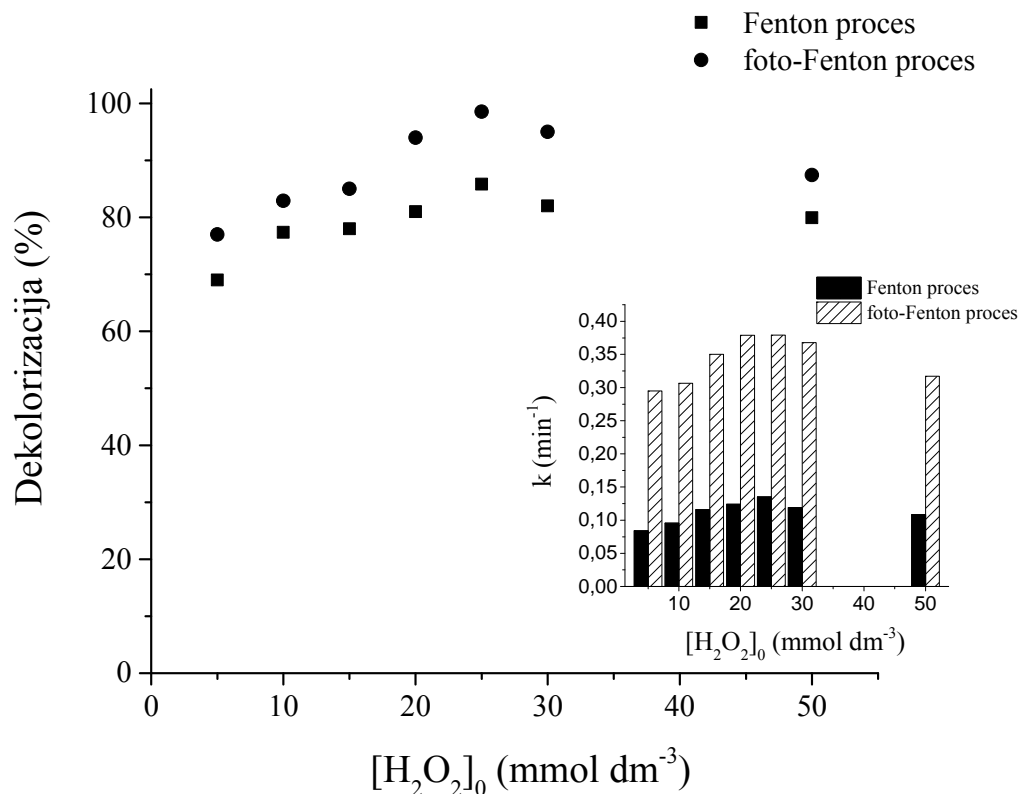 Fenton proces
foto-Fenton proces
100
80
60
40
20
0
Dekolorizacija (%)
0 10 20 30 40 50
[H₂O₂]₀ (mmol dm⁻³)
Fenton proces
foto-Fenton proces
0,40
0,35
0,30
0,25
0,20
0,15
0,10
0,05
0,00
k (min⁻¹)
10 20 30 40 50
[H₂O₂]₀ (mmol dm⁻³)